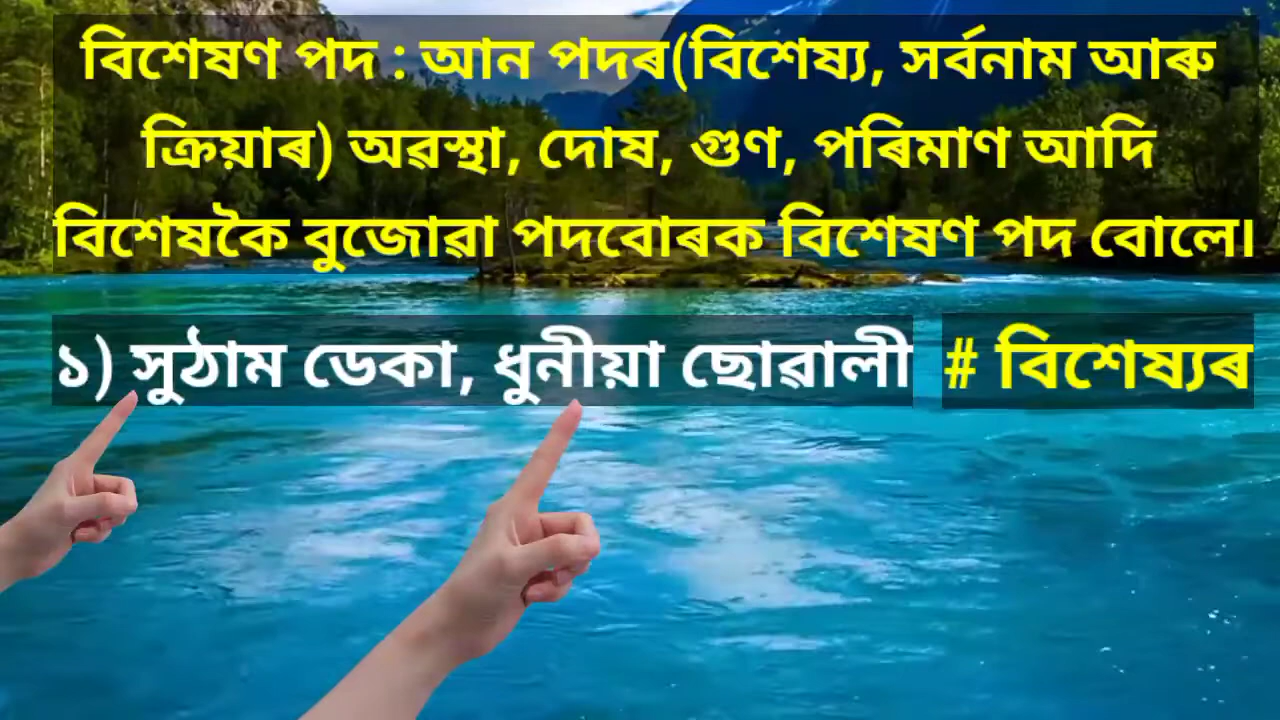 বিশেষণ পদ : আন পদৰ(বিশেষ্য, সৰ্বনাম আৰু
ক্ৰিয়াৰ) অৱস্থা, দোষ, গুণ, পৰিমাণ আদি
বিশেষকৈ বুজোৱা পদবোৰক বিশেষণ পদ বোলে।
১) সুঠাম ডেকা, ধুনীয়া ছোৱালী # বিশেষ্যৰ